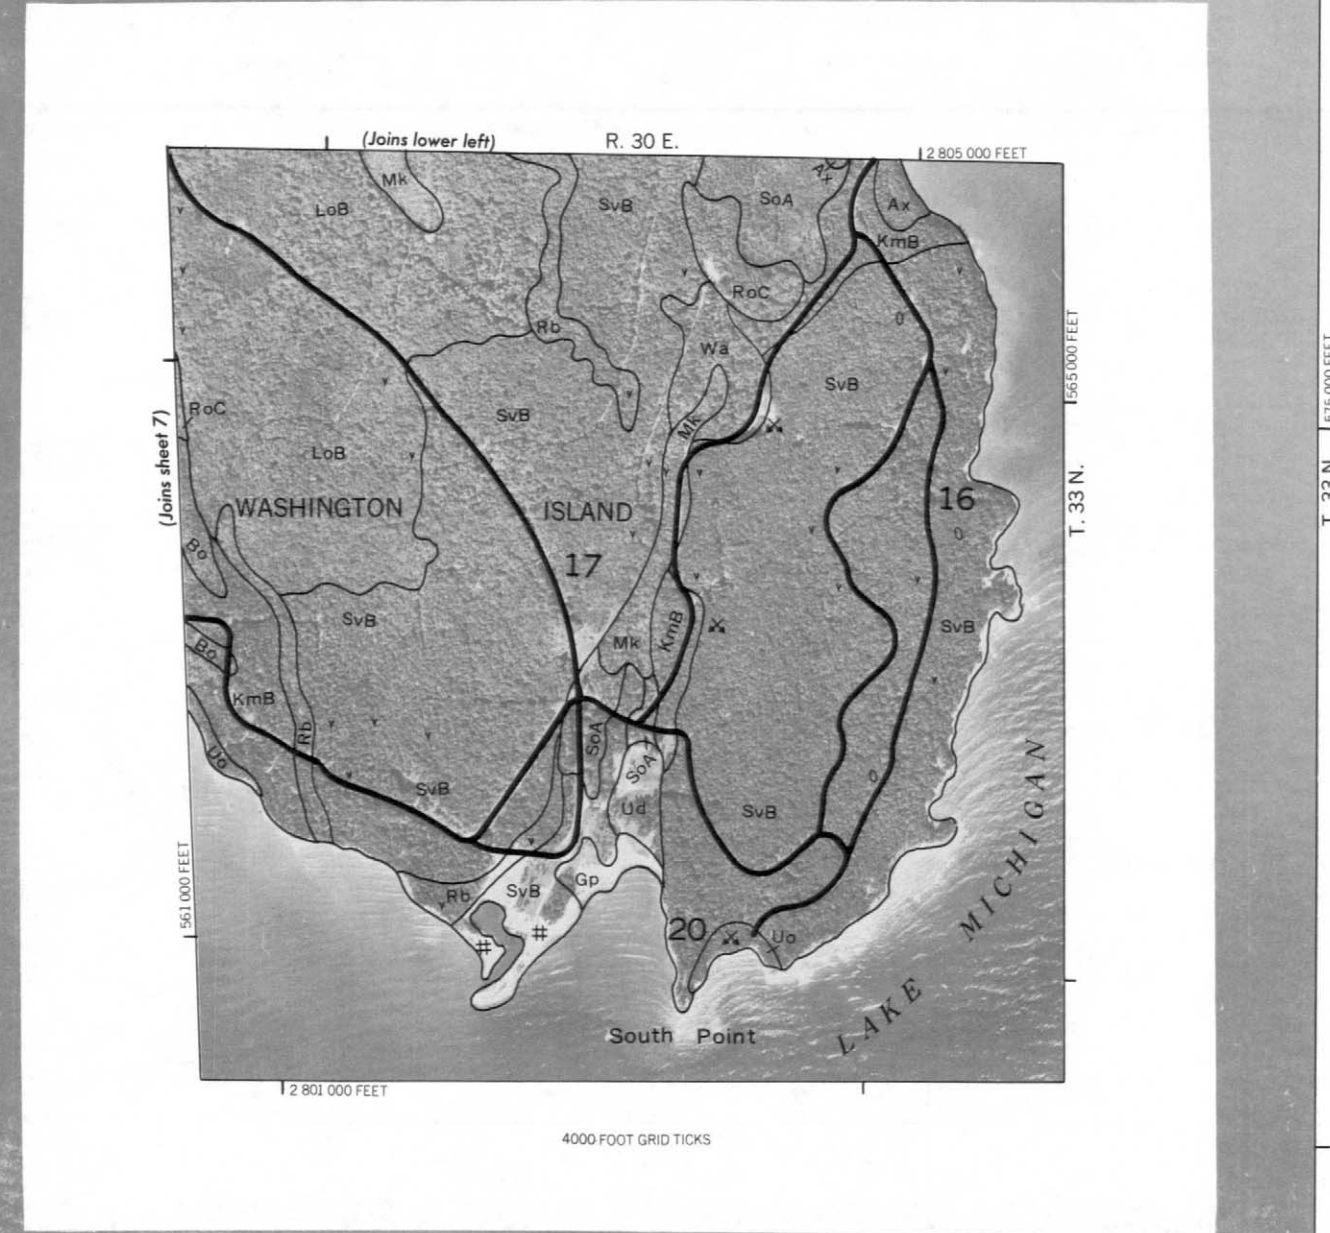 (Joins lower left)
R. 30 E.
2 805 000 FEET
Mk
LoB
SvB
SoA
Ax
Ax
KmB
RoC
Rb
Wa
SvB
565 000 FEET
575 000 FEET
RoC
SvB
Mk
LoB
(Joins sheet 7)
WASHINGTON
ISLAND
16
T. 33 N.
T. 33 N
Bo
17
SvB
KmB
SvB
Bo
Mk
KmB
Rb
SoA
Uo
SoA
SvB
Ud
SvB
561 000 FEET
Rb
SvB
Gp
20
Uo
LAKE MICHIGAN
South Point
2 801 000 FEET
4000 FOOT GRID TICKS